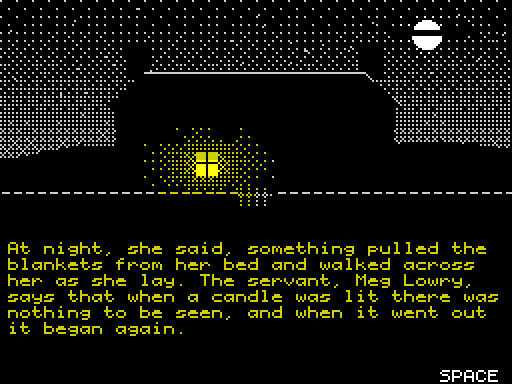 At night, she said, something pulled the
blankets from her bed and walked across
her as she lay. The servant, Meg Lowry,
says that when a candle was lit there was
nothing to be seen, and when it went out
it began again.
SPACE